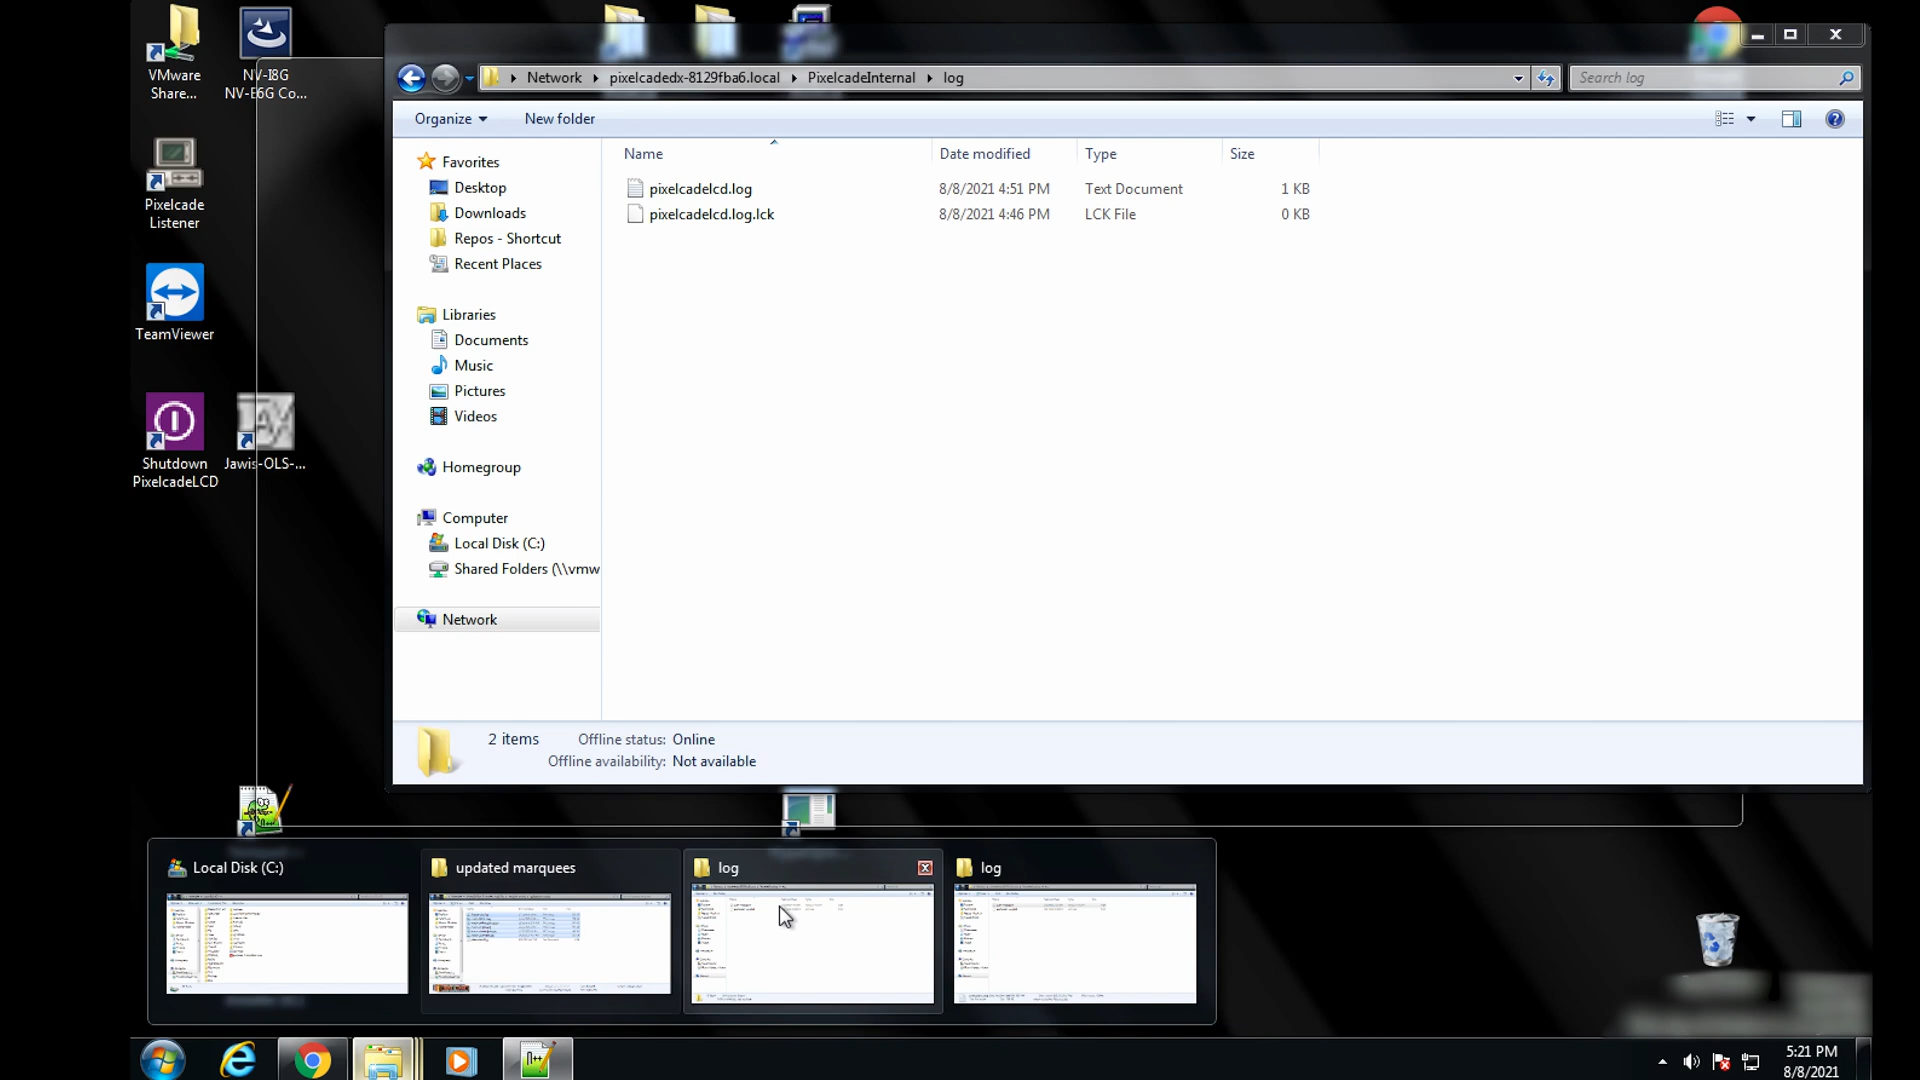 VMware
Share...
NV-I8G
NV-E6G Co...
Pixelcade
Listener
TeamViewer
Shutdown
PixelcadeLCD
Jawis-OLS-...
Network
pixelcadedx-8129fba6.local
PixelcadeInternal
log
Search log
Organize
New folder
Name
Date modified
Type
Size
pixelcadelcd.log
8/8/2021 4:51 PM
Text Document
1 KB
pixelcadelcd.log.lck
8/8/2021 4:46 PM
LCK File
0 KB
Favorites
Desktop
Downloads
Repos - Shortcut
Recent Places
Libraries
Documents
Music
Pictures
Videos
Homegroup
Computer
Local Disk (C:)
Shared Folders (\\vmw
Network
2 items
Offline status: Online
Offline availability: Not available
Local Disk (C:)
updated marquees
log
log
5:21 PM
8/8/2021